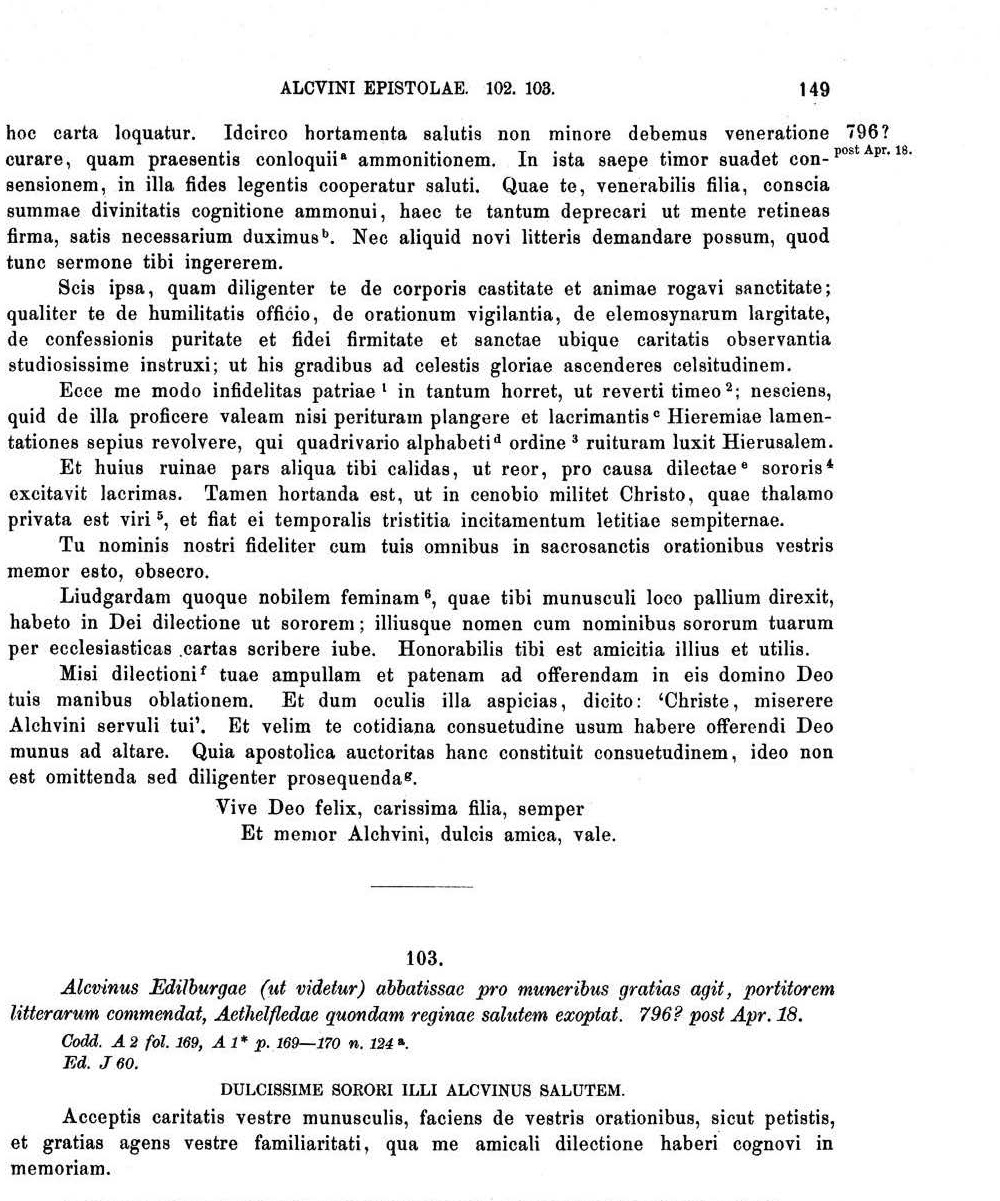 ALCVINI EPISTOLAE. 102. 103. 149
hoc carta loquatur. Idcirco hortamenta salutis non minore debemus veneratione 796?
curare, quam praesentis conloquiiᵃ ammonitionem. In ista saepe timor suadet con- post Apr. 18.
sensionem, in illa fides legentis cooperatur saluti. Quae te, venerabilis filia, conscia
summae divinitatis cognitione ammonui, haec te tantum deprecari ut mente retineas
firma, satis necessarium duximusᵇ. Nec aliquid novi litteris demandare possum, quod
tunc sermone tibi ingererem.
Scis ipsa, quam diligenter te de corporis castitate et animae rogavi sanctitate;
qualiter te de humilitatis officio, de orationum vigilantia, de elemosynarum largitate,
de confessionis puritate et fidei firmitate et sanctae ubique caritatis observantia
studiosissime instruxi; ut his gradibus ad celestis gloriae ascenderes celsitudinem.
Ecce me modo infidelitas patriae ¹ in tantum horret, ut reverti timeo ²; nesciens,
quid de illa proficere valeam nisi perituram plangere et lacrimantis ᶜ Hieremiae lamen-
tationes sepius revolvere, qui quadrivario alphabetiᵈ ordine ³ ruituram luxit Hierusalem.
Et huius ruinae pars aliqua tibi calidas, ut reor, pro causa dilectaeᵉ sororis⁴
excitavit lacrimas. Tamen hortanda est, ut in cenobio militet Christo, quae thalamo
privata est viri ⁵, et fiat ei temporalis tristitia incitamentum letitiae sempiternae.
Tu nominis nostri fideliter cum tuis omnibus in sacrosanctis orationibus vestris
memor esto, obsecro.
Liudgardam quoque nobilem feminam ⁶, quae tibi munusculi loco pallium direxit,
habeto in Dei dilectione ut sororem; illiusque nomen cum nominibus sororum tuarum
per ecclesiasticas cartas scribere iube. Honorabilis tibi est amicitia illius et utilis.
Misi dilectioniᶠ tuae ampullam et patenam ad offerendam in eis domino Deo
tuis manibus oblationem. Et dum oculis illa aspicias, dicito: ‘Christe, miserere
Alchvini servuli tui’. Et velim te cotidiana consuetudine usum habere offerendi Deo
munus ad altare. Quia apostolica auctoritas hanc constituit consuetudinem, ideo non
est omittenda sed diligenter prosequendaᵍ.
Vive Deo felix, carissima filia, semper
Et memor Alchvini, dulcis amica, vale.
103.
Alcvinus Edilburgae (ut videtur) abbatissae pro muneribus gratias agit, portitorem
litterarum commendat, Aethelfledae quondam reginae salutem exoptat. 796? post Apr. 18.
Codd. A 2 fol. 169, A 1* p. 169—170 n. 124 ᵃ.
Ed. J 60.
DULCISSIME SORORI ILLI ALCVINUS SALUTEM.
Acceptis caritatis vestre munusculis, faciens de vestris orationibus, sicut petistis,
et gratias agens vestre familiaritati, qua me amicali dilectione haberi cognovi in
memoriam.